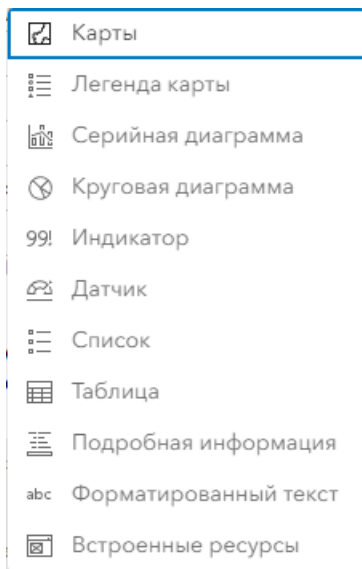 Карты
Легенда карты
Серийная диаграмма
Круговая диаграмма
99! Индикатор
Датчик
Список
Таблица
Подробная информация
abc Форматированный текст
Встроенные ресурсы